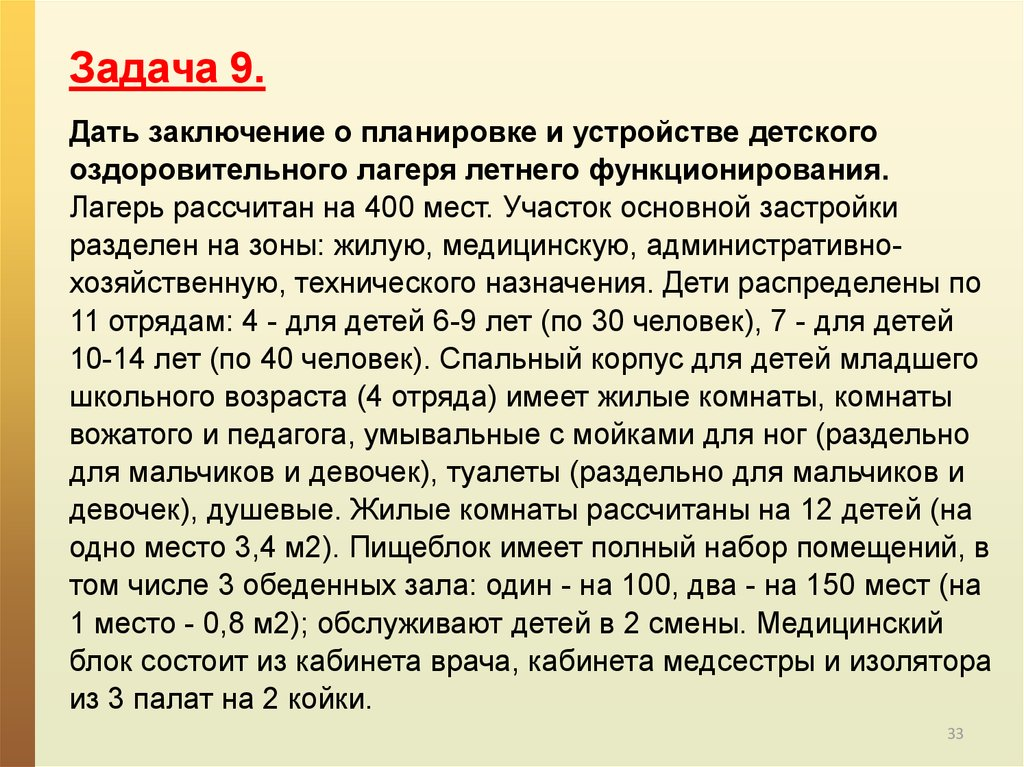 Задача 9.
Дать заключение о планировке и устройстве детского
оздоровительного лагеря летнего функционирования.
Лагерь рассчитан на 400 мест. Участок основной застройки
разделен на зоны: жилую, медицинскую, административно-
хозяйственную, технического назначения. Дети распределены по
11 отрядам: 4 - для детей 6-9 лет (по 30 человек), 7 - для детей
10-14 лет (по 40 человек). Спальный корпус для детей младшего
школьного возраста (4 отряда) имеет жилые комнаты, комнаты
вожатого и педагога, умывальные с мойками для ног (раздельно
для мальчиков и девочек), туалеты (раздельно для мальчиков и
девочек), душевые. Жилые комнаты рассчитаны на 12 детей (на
одно место 3,4 м2). Пищеблок имеет полный набор помещений, в
том числе 3 обеденных зала: один - на 100, два - на 150 мест (на
1 место - 0,8 м2); обслуживают детей в 2 смены. Медицинский
блок состоит из кабинета врача, кабинета медсестры и изолятора
из 3 палат на 2 койки.
33